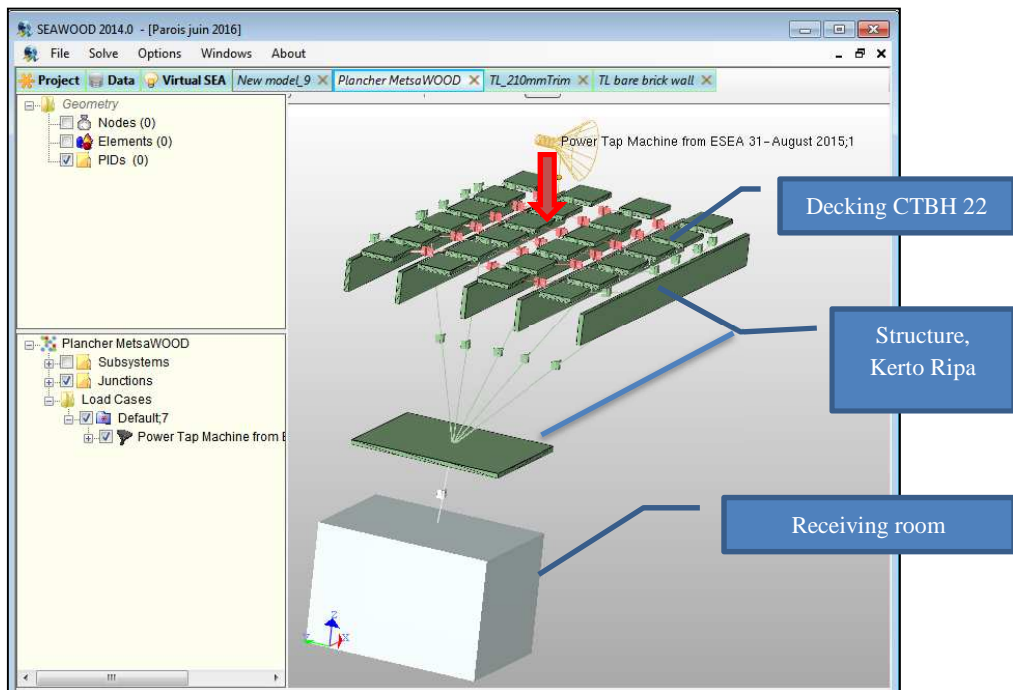 SEAWOOD 2014.0 - [Parois juin 2016]
File Solve Options Windows About
Project Data Virtual SEA New model_9 Plancher MetsaWOOD TL_210mmTrim TL bare brick wall
Geometry
Nodes (0)
Elements (0)
PIDs (0)
Power Tap Machine from ESEA 31-August 2015;1
Decking CTBH 22
Structure,
Kerto Ripa
Receiving room
Plancher MetsaWOOD
Subsystems
Junctions
Load Cases
Default;7
Power Tap Machine from E
Z
Y X